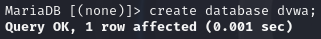 MariaDB [(none)]> create database dvwa;
Query OK, 1 row affected (0.001 sec)